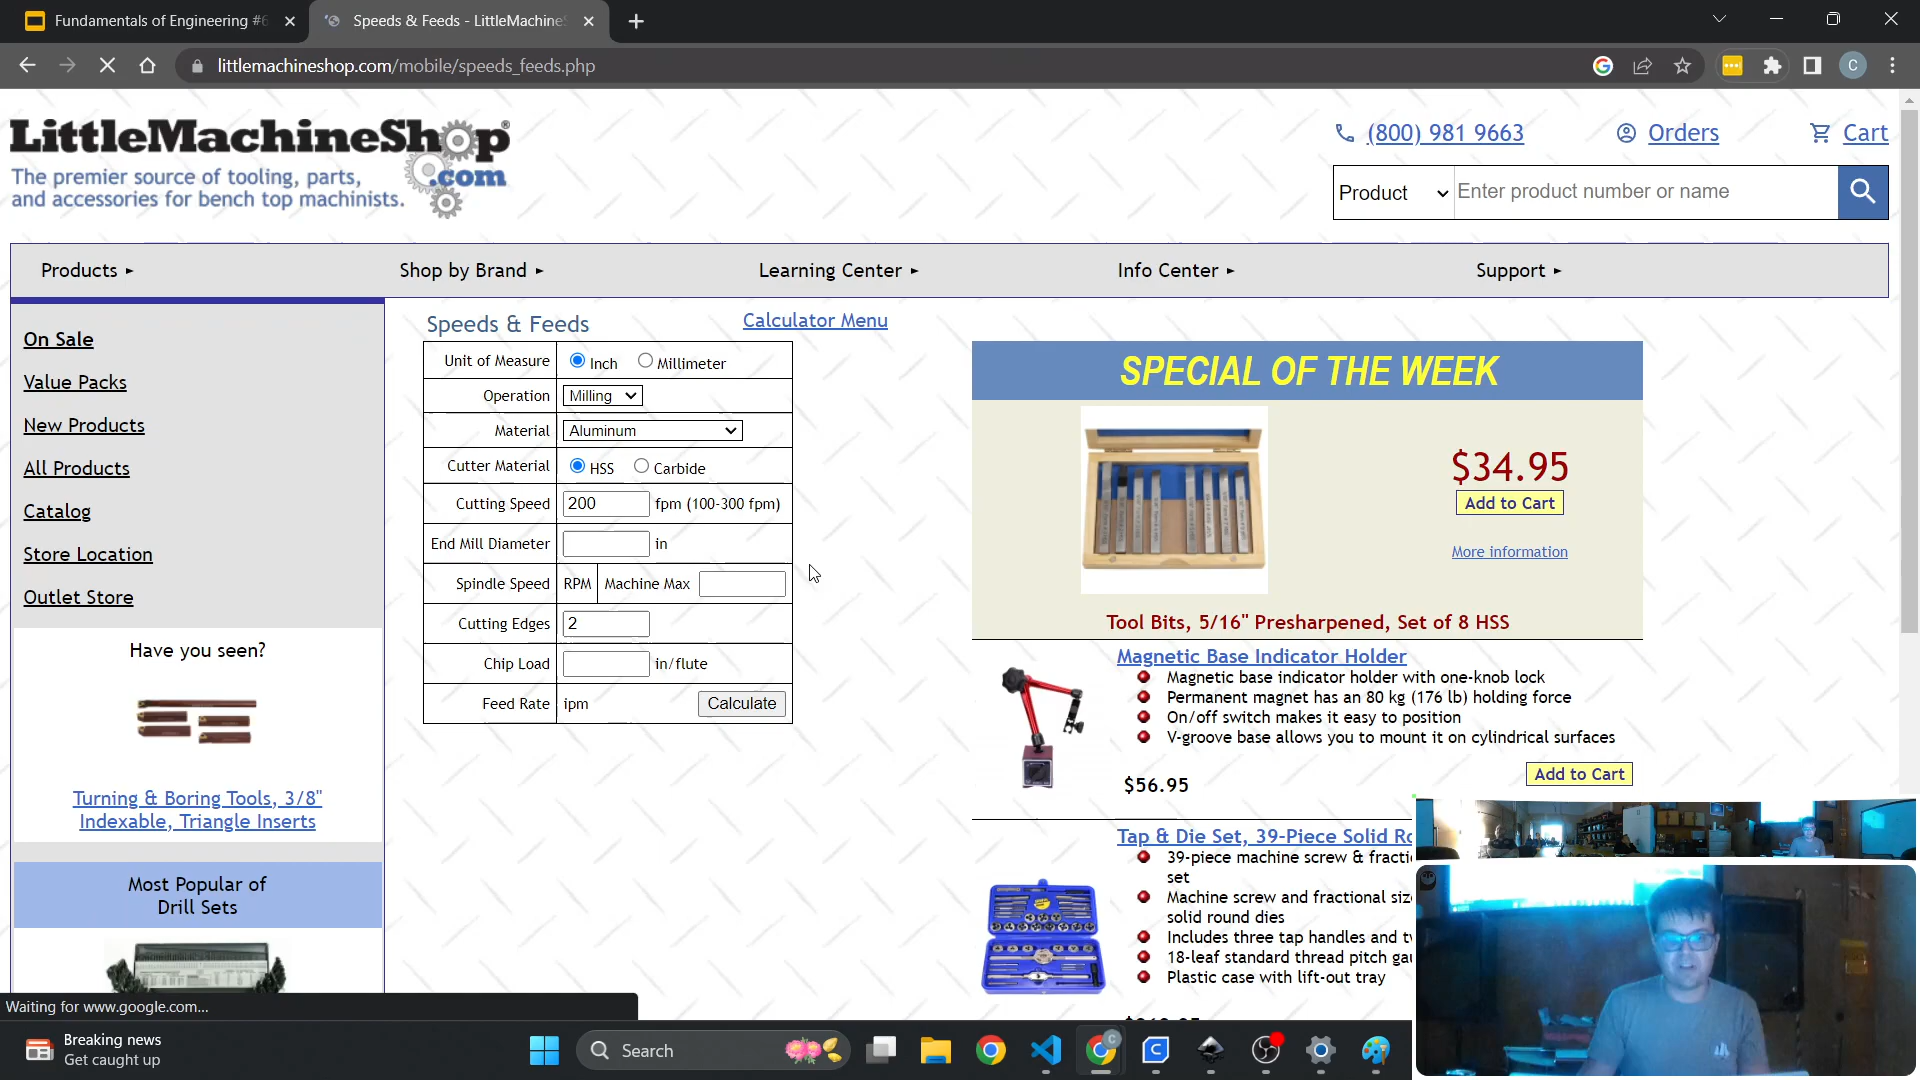 Fundamentals of Engineering #6
Speeds & Feeds - LittleMachineS
littlemachineshop.com/mobile/speeds_feeds.php
C
LittleMachineShop®
.com
The premier source of tooling, parts,
and accessories for bench top machinists.
(800) 981 9663
Orders
Cart
Product
Enter product number or name
Products ►
Shop by Brand ►
Learning Center ►
Info Center ►
Support ►
On Sale
Value Packs
New Products
All Products
Catalog
Store Location
Outlet Store
Have you seen?
Turning & Boring Tools, 3/8"
Indexable, Triangle Inserts
Most Popular of
Drill Sets
Speeds & Feeds
Calculator Menu
Unit of Measure Inch Millimeter
Operation Milling
Material Aluminum
Cutter Material HSS Carbide
Cutting Speed 200 fpm (100-300 fpm)
End Mill Diameter in
Spindle Speed RPM Machine Max
Cutting Edges 2
Chip Load in/flute
Feed Rate ipm Calculate
SPECIAL OF THE WEEK
$34.95
Add to Cart
More information
Tool Bits, 5/16" Presharpened, Set of 8 HSS
Magnetic Base Indicator Holder
Magnetic base indicator holder with one-knob lock
Permanent magnet has an 80 kg (176 lb) holding force
On/off switch makes it easy to position
V-groove base allows you to mount it on cylindrical surfaces
$56.95
Add to Cart
Tap & Die Set, 39-Piece Solid Ro
39-piece machine screw & fracti
set
Machine screw and fractional siz
solid round dies
Includes three tap handles and tw
18-leaf standard thread pitch gau
Plastic case with lift-out tray
Waiting for www.google.com...
Breaking news
Get caught up
Search